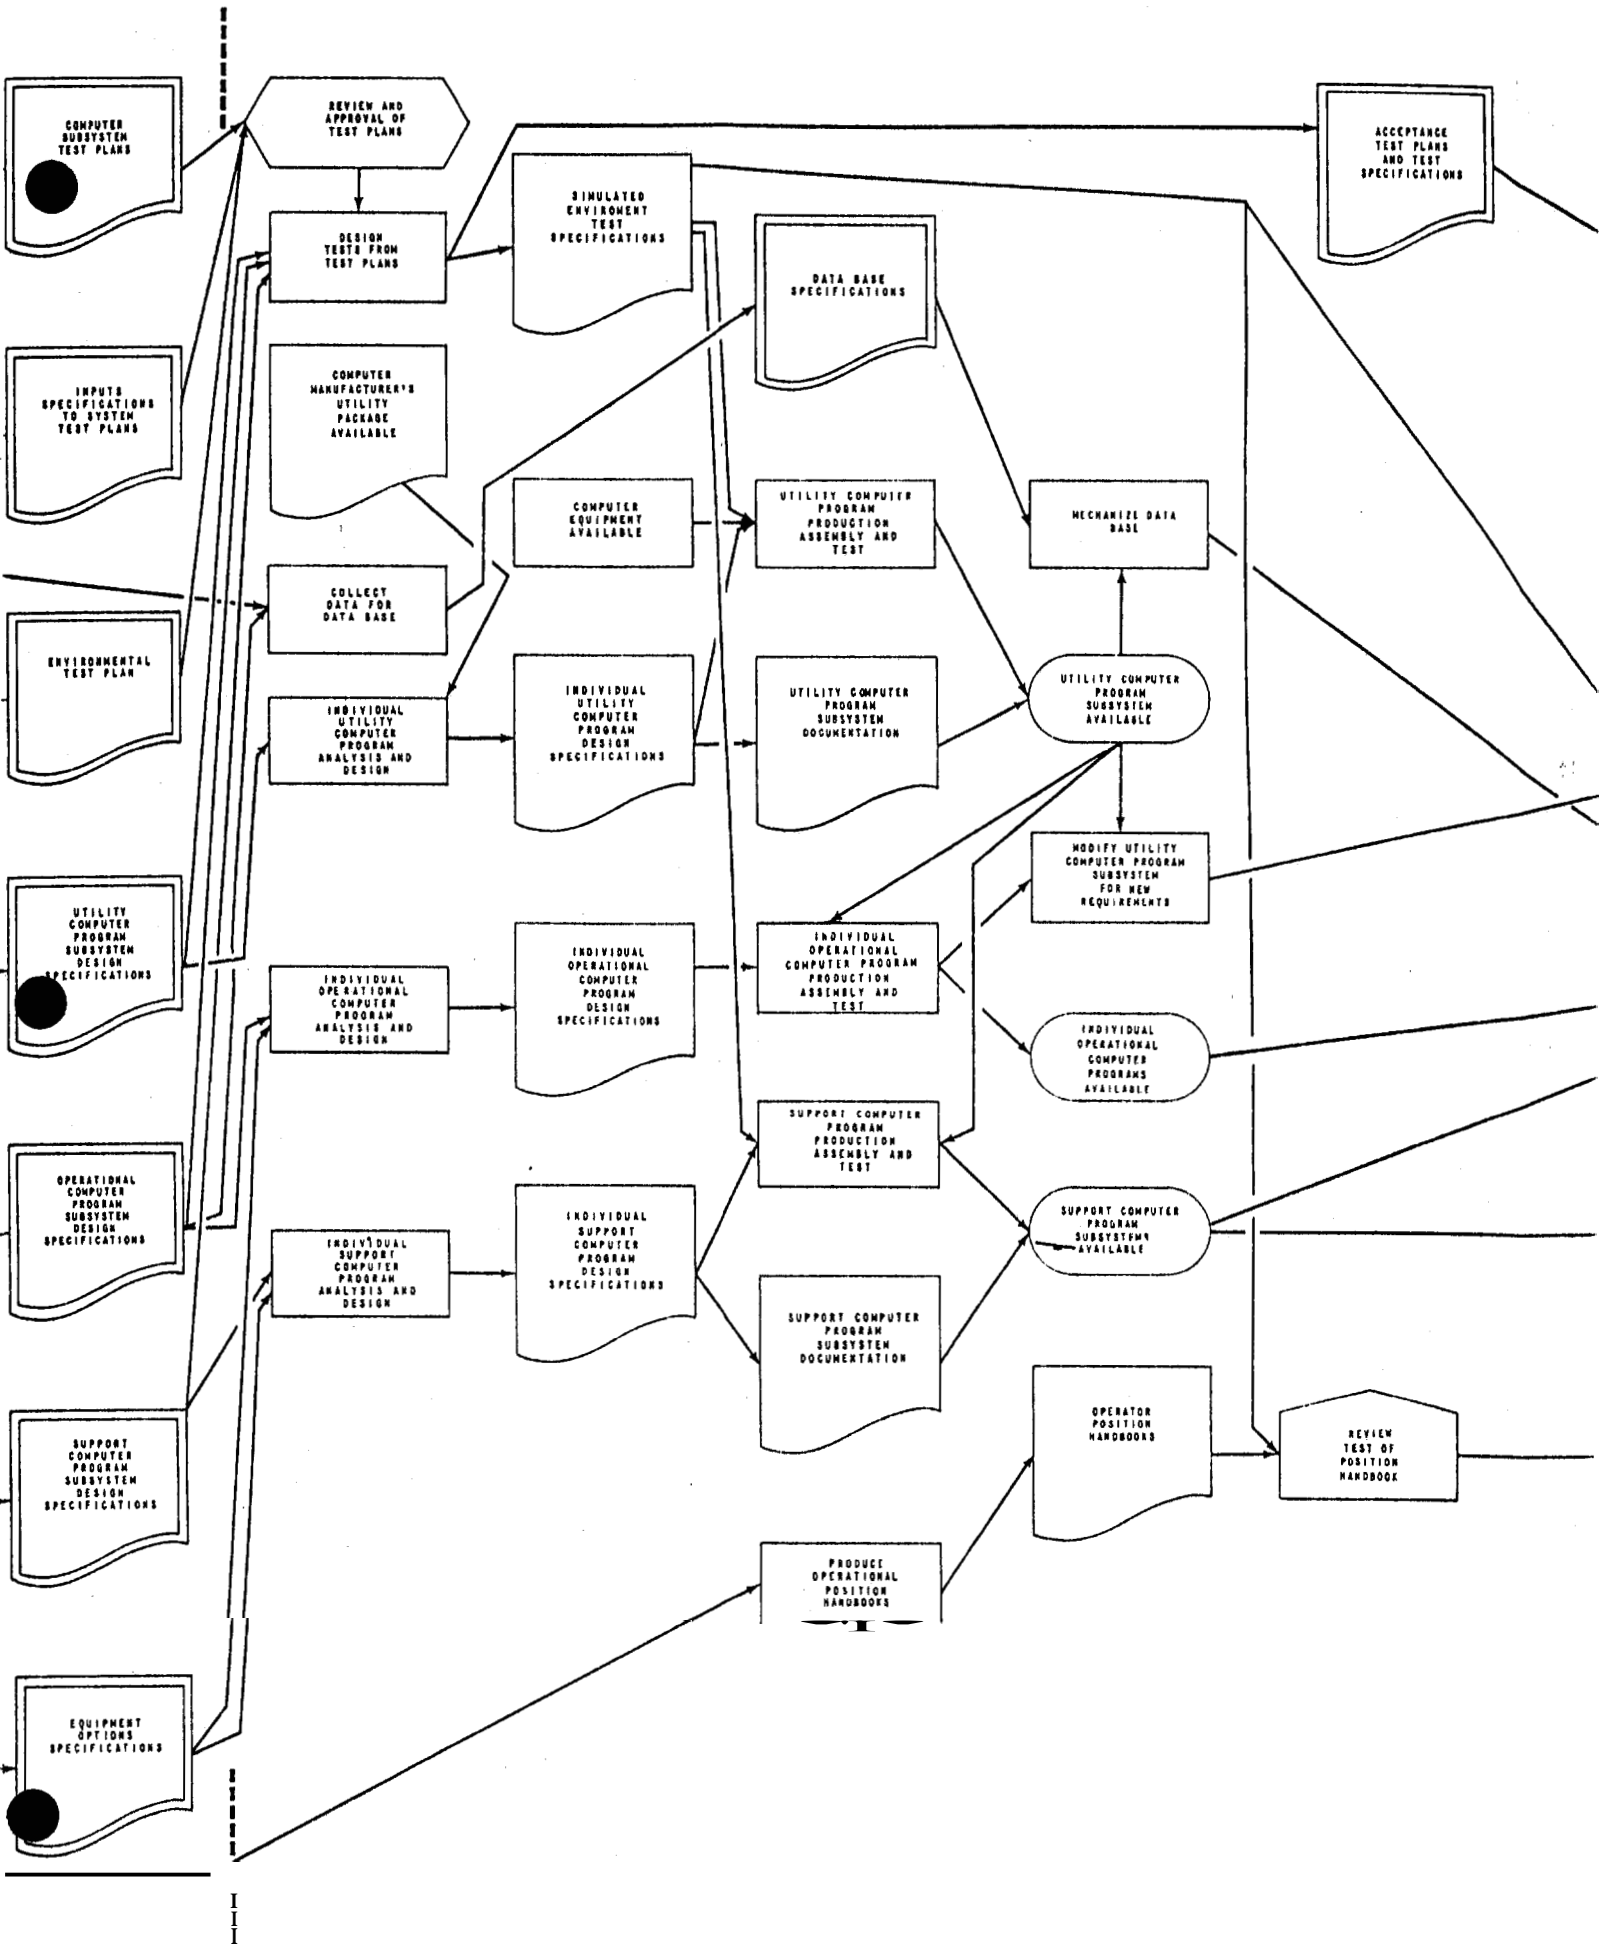 COMPUTER
SUBSYSTEM
TEST PLANS
REVIEW AND
APPROVAL OF
TEST PLANS
ACCEPTANCE
TEST PLANS
AND TEST
SPECIFICATIONS
DESIGN
TESTS FROM
TEST PLANS
SIMULATED
ENVIROMENT
TEST
SPECIFICATIONS
DATA BASE
SPECIFICATIONS
INPUTS
SPECIFICATIONS
TO SYSTEM
TEST PLANS
COMPUTER
MANUFACTURER'S
UTILITY
PACKAGE
AVAILABLE
COMPUTER
EQUIPMENT
AVAILABLE
UTILITY COMPUTER
PROGRAM
PRODUCTION
ASSEMBLY AND
TEST
MECHANIZE DATA
BASE
COLLECT
DATA FOR
DATA BASE
ENVIRONMENTAL
TEST PLAN
INDIVIDUAL
UTILITY
COMPUTER
PROGRAM
ANALYSIS AND
DESIGN
INDIVIDUAL
UTILITY
COMPUTER
PROGRAM
DESIGN
SPECIFICATIONS
UTILITY COMPUTER
PROGRAM
SUBSYSTEM
DOCUMENTATION
UTILITY COMPUTER
PROGRAM
SUBSYSTEM
AVAILABLE
MODIFY UTILITY
COMPUTER PROGRAM
SUBSYSTEM
FOR NEW
REQUIREMENTS
UTILITY
COMPUTER
PROGRAM
SUBSYSTEM
DESIGN
SPECIFICATIONS
INDIVIDUAL
OPERATIONAL
COMPUTER
PROGRAM
ANALYSIS AND
DESIGN
INDIVIDUAL
OPERATIONAL
COMPUTER
PROGRAM
DESIGN
SPECIFICATIONS
INDIVIDUAL
OPERATIONAL
COMPUTER PROGRAM
PRODUCTION
ASSEMBLY AND
TEST
INDIVIDUAL
OPERATIONAL
COMPUTER
PROGRAMS
AVAILABLE
OPERATIONAL
COMPUTER
PROGRAM
SUBSYSTEM
DESIGN
SPECIFICATIONS
INDIVIDUAL
SUPPORT
COMPUTER
PROGRAM
ANALYSIS AND
DESIGN
INDIVIDUAL
SUPPORT
COMPUTER
PROGRAM
DESIGN
SPECIFICATIONS
SUPPORT COMPUTER
PROGRAM
PRODUCTION
ASSEMBLY AND
TEST
SUPPORT COMPUTER
PROGRAM
SUBSYSTEMS
AVAILABLE
SUPPORT COMPUTER
PROGRAM
SUBSYSTEM
DOCUMENTATION
SUPPORT
COMPUTER
PROGRAM
SUBSYSTEM
DESIGN
SPECIFICATIONS
OPERATOR
POSITION
HANDBOOKS
REVIEW
TEST OF
POSITION
HANDBOOK
PRODUCE
OPERATIONAL
POSITION
HANDBOOKS
EQUIPMENT
OPTIONS
SPECIFICATIONS